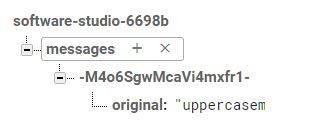 software-studio-6698b
messages + ×
-M4o6SgwMcaVi4mxfr1-
original: "uppercasem